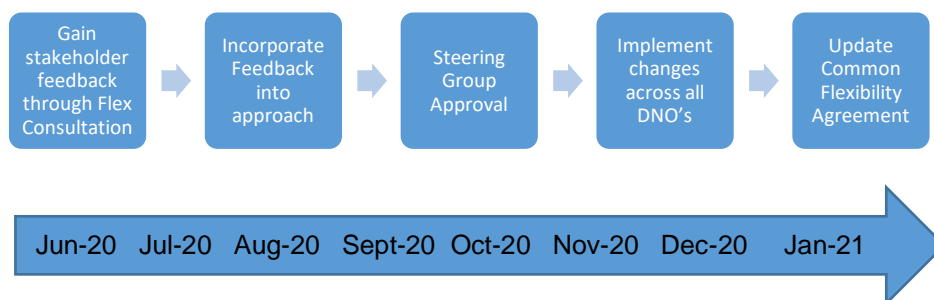 Gain
stakeholder
feedback
through Flex
Consultation
Incorporate
Feedback
into
approach
Steering
Group
Approval
Implement
changes
across all
DNO's
Update
Common
Flexibility
Agreement
Jun-20 Jul-20 Aug-20 Sept-20 Oct-20 Nov-20 Dec-20 Jan-21